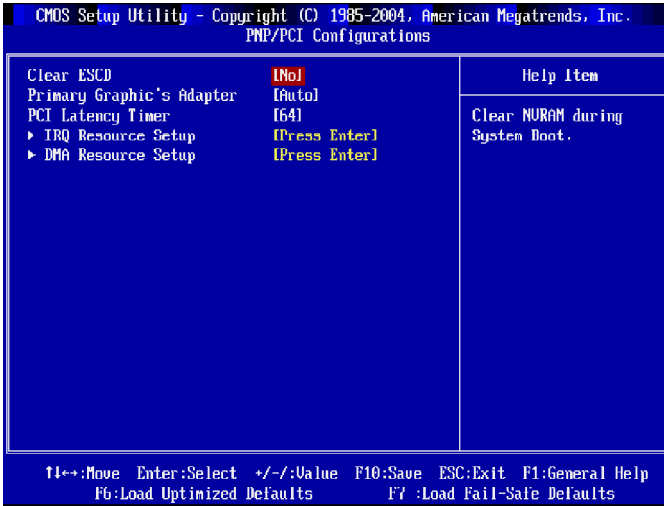 CMOS Setup Utility - Copyright (C) 1985-2004, American Megatrends, Inc.
PNP/PCI Configurations
Clear ESCD [No]
Primary Graphic's Adapter [Auto]
PCI Latency Timer [64]
▶ IRQ Resource Setup [Press Enter]
▶ DMA Resource Setup [Press Enter]
Help Item
Clear NVRAM during
System Boot.
↑↓←→:Move Enter:Select +/-/:Value F10:Save ESC:Exit F1:General Help
F6:Load Optimized Defaults F7 :Load Fail-Safe Defaults